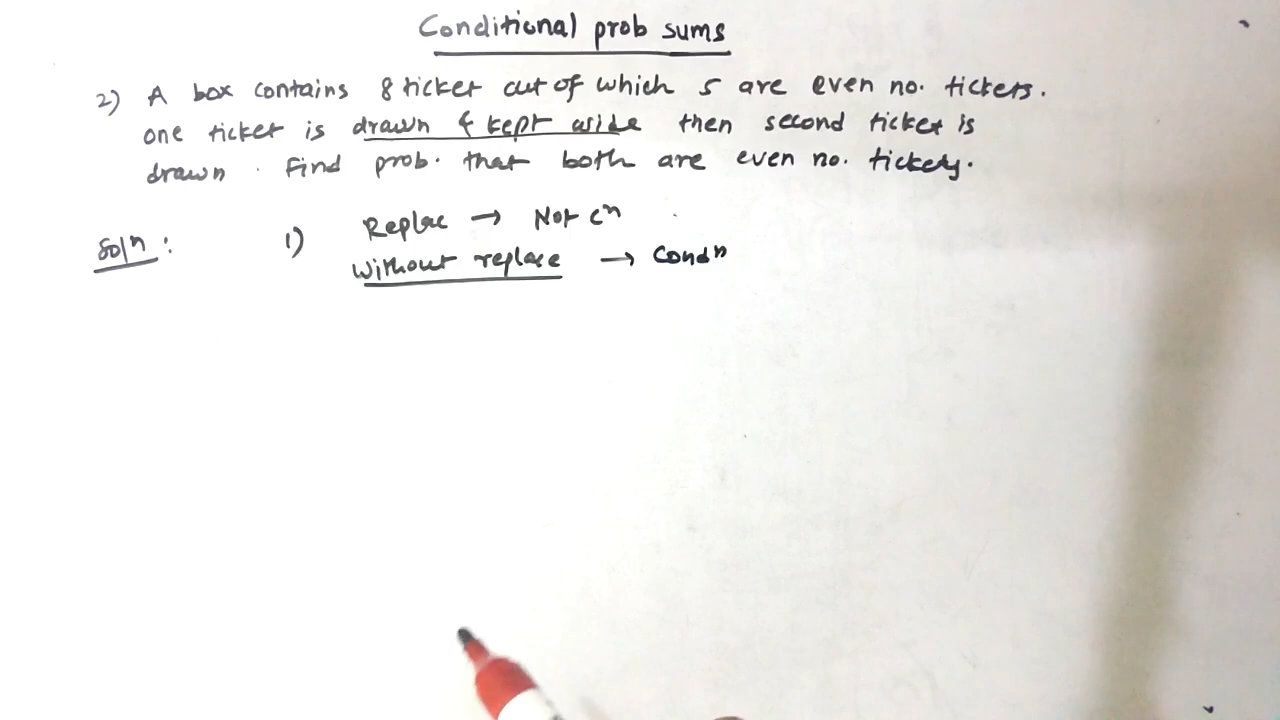 Conditional prob sums
2) A box contains 8 ticket out of which 5 are even no. tickets.
one ticket is drawn & kept aside then second ticket is
drawn. Find prob. that both are even no. tickets.
Solⁿ: 1) Replac → Not cⁿ
without replace → Condⁿ